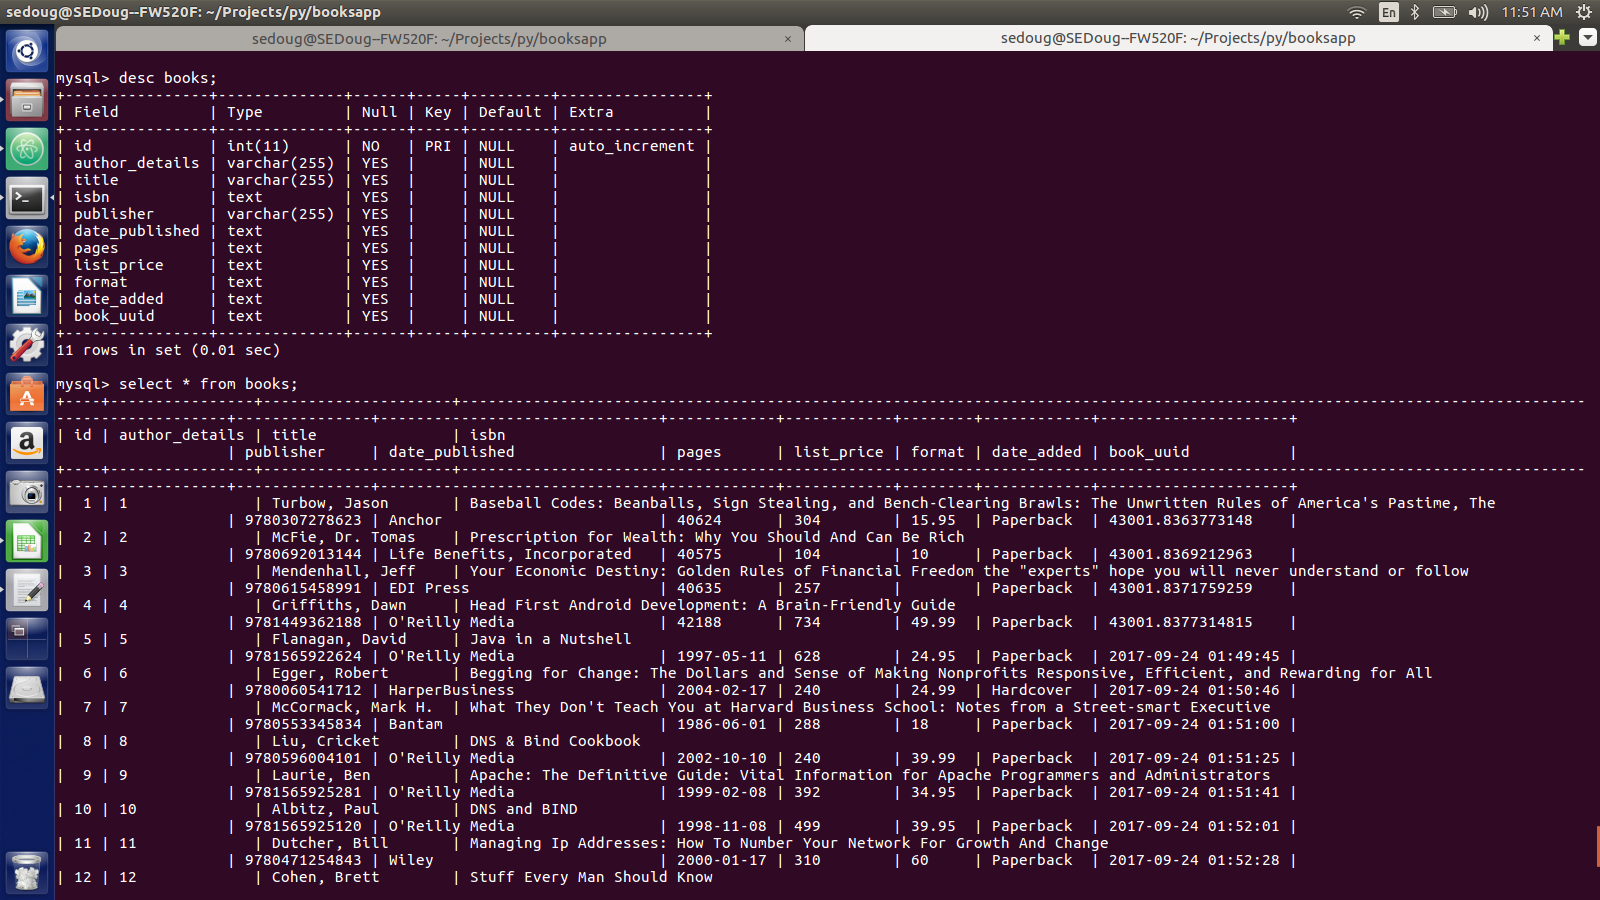 sedoug@SEDoug--FW520F: ~/Projects/py/booksapp
En
11:51 AM
sedoug@SEDoug--FW520F: ~/Projects/py/booksapp ×
sedoug@SEDoug--FW520F: ~/Projects/py/booksapp ×
mysql> desc books;
+----------------+--------------+------+-----+---------+----------------+
| Field          | Type         | Null | Key | Default | Extra          |
+----------------+--------------+------+-----+---------+----------------+
| id             | int(11)      | NO   | PRI | NULL    | auto_increment |
| author_details | varchar(255) | YES  |     | NULL    |                |
| title          | varchar(255) | YES  |     | NULL    |                |
| isbn           | text         | YES  |     | NULL    |                |
| publisher      | varchar(255) | YES  |     | NULL    |                |
| date_published | text         | YES  |     | NULL    |                |
| pages          | text         | YES  |     | NULL    |                |
| list_price     | text         | YES  |     | NULL    |                |
| format         | text         | YES  |     | NULL    |                |
| date_added     | text         | YES  |     | NULL    |                |
| book_uuid      | text         | YES  |     | NULL    |                |
+----------------+--------------+------+-----+---------+----------------+
11 rows in set (0.01 sec)
mysql> select * from books;
| id | author_details | title               | isbn
| publisher     | date_published                | pages      | list_price | format | date_added | book_uuid           |
|  1 | 1              | Turbow, Jason       | Baseball Codes: Beanballs, Sign Stealing, and Bench-Clearing Brawls: The Unwritten Rules of America's Pastime, The
| 9780307278623 | Anchor                        | 40624      | 304        | 15.95  | Paperback  | 43001.8363773148    |
|  2 | 2              | McFie, Dr. Tomas    | Prescription for Wealth: Why You Should And Can Be Rich
| 9780692013144 | Life Benefits, Incorporated   | 40575      | 104        | 10     | Paperback  | 43001.8369212963    |
|  3 | 3              | Mendenhall, Jeff    | Your Economic Destiny: Golden Rules of Financial Freedom the "experts" hope you will never understand or follow
| 9780615458991 | EDI Press                     | 40635      | 257        |        | Paperback  | 43001.8371759259    |
|  4 | 4              | Griffiths, Dawn     | Head First Android Development: A Brain-Friendly Guide
| 9781449362188 | O'Reilly Media                | 42188      | 734        | 49.99  | Paperback  | 43001.8377314815    |
|  5 | 5              | Flanagan, David     | Java in a Nutshell
| 9781565922624 | O'Reilly Media                | 1997-05-11 | 628        | 24.95  | Paperback  | 2017-09-24 01:49:45 |
|  6 | 6              | Egger, Robert       | Begging for Change: The Dollars and Sense of Making Nonprofits Responsive, Efficient, and Rewarding for All
| 9780060541712 | HarperBusiness                | 2004-02-17 | 240        | 24.99  | Hardcover  | 2017-09-24 01:50:46 |
|  7 | 7              | McCormack, Mark H.  | What They Don't Teach You at Harvard Business School: Notes from a Street-smart Executive
| 9780553345834 | Bantam                        | 1986-06-01 | 288        | 18     | Paperback  | 2017-09-24 01:51:00 |
|  8 | 8              | Liu, Cricket        | DNS & Bind Cookbook
| 9780596004101 | O'Reilly Media                | 2002-10-10 | 240        | 39.99  | Paperback  | 2017-09-24 01:51:25 |
|  9 | 9              | Laurie, Ben         | Apache: The Definitive Guide: Vital Information for Apache Programmers and Administrators
| 9781565925281 | O'Reilly Media                | 1999-02-08 | 392        | 34.95  | Paperback  | 2017-09-24 01:51:41 |
| 10 | 10             | Albitz, Paul        | DNS and BIND
| 9781565925120 | O'Reilly Media                | 1998-11-08 | 499        | 39.95  | Paperback  | 2017-09-24 01:52:01 |
| 11 | 11             | Dutcher, Bill       | Managing Ip Addresses: How To Number Your Network For Growth And Change
| 9780471254843 | Wiley                         | 2000-01-17 | 310        | 60     | Paperback  | 2017-09-24 01:52:28 |
| 12 | 12             | Cohen, Brett        | Stuff Every Man Should Know